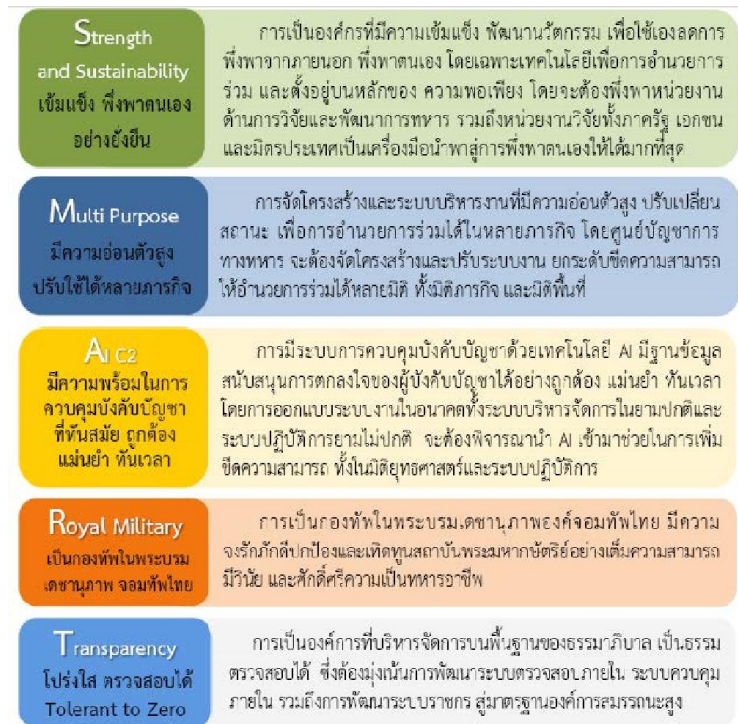 Strength
and Sustainability
เข้มแข็ง พึ่งพาตนเอง
อย่างยั่งยืน
การเป็นองค์กรที่มีความเข้มแข็ง พัฒนานวัตกรรม เพื่อใช้เองลดการ
พึ่งพาจากภายนอก พึ่งพาตนเอง โดยเฉพาะเทคโนโลยีเพื่อการอำนวยการ
ร่วม และตั้งอยู่บนหลักของ ความพอเพียง โดยจะต้องพึ่งพาหน่วยงาน
ด้านการวิจัยและพัฒนาการทหาร รวมถึงหน่วยงานวิจัยทั้งภาครัฐ เอกชน
และมิตรประเทศเป็นเครื่องมือนำพาสู่การพึ่งพาตนเองให้ได้มากที่สุด
Multi Purpose
มีความอ่อนตัวสูง
ปรับใช้ได้หลายภารกิจ
การจัดโครงสร้างและระบบบริหารงานที่มีความอ่อนตัวสูง ปรับเปลี่ยน
สถานะ เพื่อการอำนวยการร่วมได้ในหลายภารกิจ โดยศูนย์บัญชาการ
ทางทหาร จะต้องจัดโครงสร้างและปรับระบบงาน ยกระดับขีดความสามารถ
ให้อำนวยการร่วมได้หลายมิติ ทั้งมิติภารกิจ และมิติพื้นที่
AI C2
มีความพร้อมในการ
ควบคุมบังคับบัญชา
ที่ทันสมัย ถูกต้อง
แม่นยำ ทันเวลา
การมีระบบการควบคุมบังคับบัญชาด้วยเทคโนโลยี AI มีฐานข้อมูล
สนับสนุนการตกลงใจของผู้บังคับบัญชาได้อย่างถูกต้อง แม่นยำ ทันเวลา
โดยการออกแบบระบบงานในอนาคตทั้งระบบบริหารจัดการในยามปกติและ
ระบบปฏิบัติการยามไม่ปกติ จะต้องพิจารณานำ AI เข้ามาช่วยในการเพิ่ม
ขีดความสามารถ ทั้งในมิติยุทธศาสตร์และระบบปฏิบัติการ
Royal Military
เป็นกองทัพในพระบรม
เดชานุภาพ จอมทัพไทย
การเป็นกองทัพในพระบรมเดชานุภาพองค์จอมทัพไทย มีความ
จงรักภักดีปกป้องและเทิดทูนสถาบันพระมหากษัตริย์อย่างเต็มความสามารถ
มีวินัย และศักดิ์ศรีความเป็นทหารอาชีพ
Transparency
โปร่งใส ตรวจสอบได้
Tolerant to Zero
การเป็นองค์การที่บริหารจัดการบนพื้นฐานของธรรมาภิบาล เป็นธรรม
ตรวจสอบได้ ซึ่งต้องมุ่งเน้นการพัฒนาระบบตรวจสอบภายใน ระบบควบคุม
ภายใน รวมถึงการพัฒนาระบบราชการ สู่มาตรฐานองค์การสมรรถนะสูง